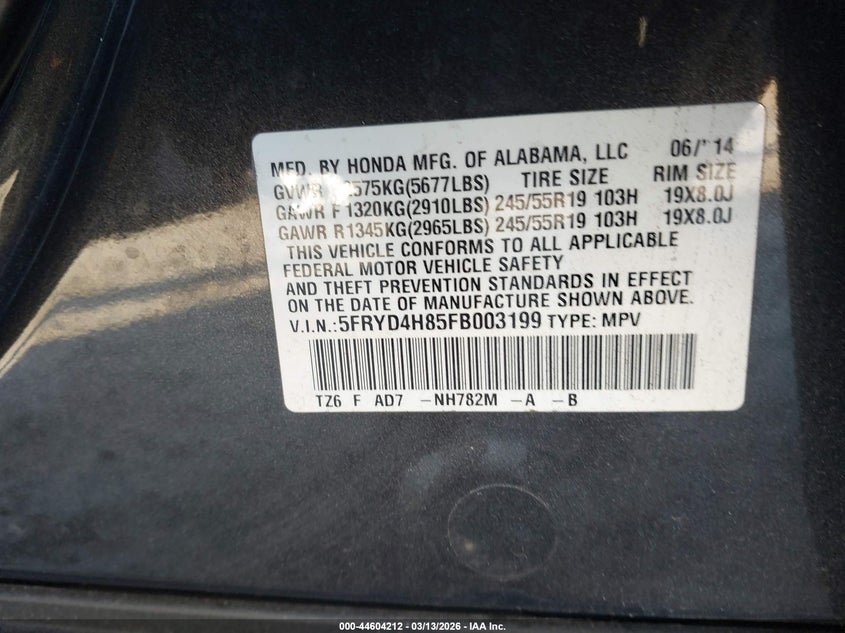 MFD. BY HONDA MFG. OF ALABAMA, LLC 06/'14
GVWR 2575KG(5677LBS) TIRE SIZE RIM SIZE
GAWR F 1320KG(2910LBS) 245/55R19 103H 19X8.0J
GAWR R1345KG(2965LBS) 245/55R19 103H 19X8.0J
THIS VEHICLE CONFORMS TO ALL APPLICABLE
FEDERAL MOTOR VEHICLE SAFETY
AND THEFT PREVENTION STANDARDS IN EFFECT
ON THE DATE OF MANUFACTURE SHOWN ABOVE.
V.I.N.:5FRYD4H85FB003199 TYPE: MPV
TZ6 F AD7 -NH782M -A -B
000-44604212 - 03/13/2026 - IAA Inc.